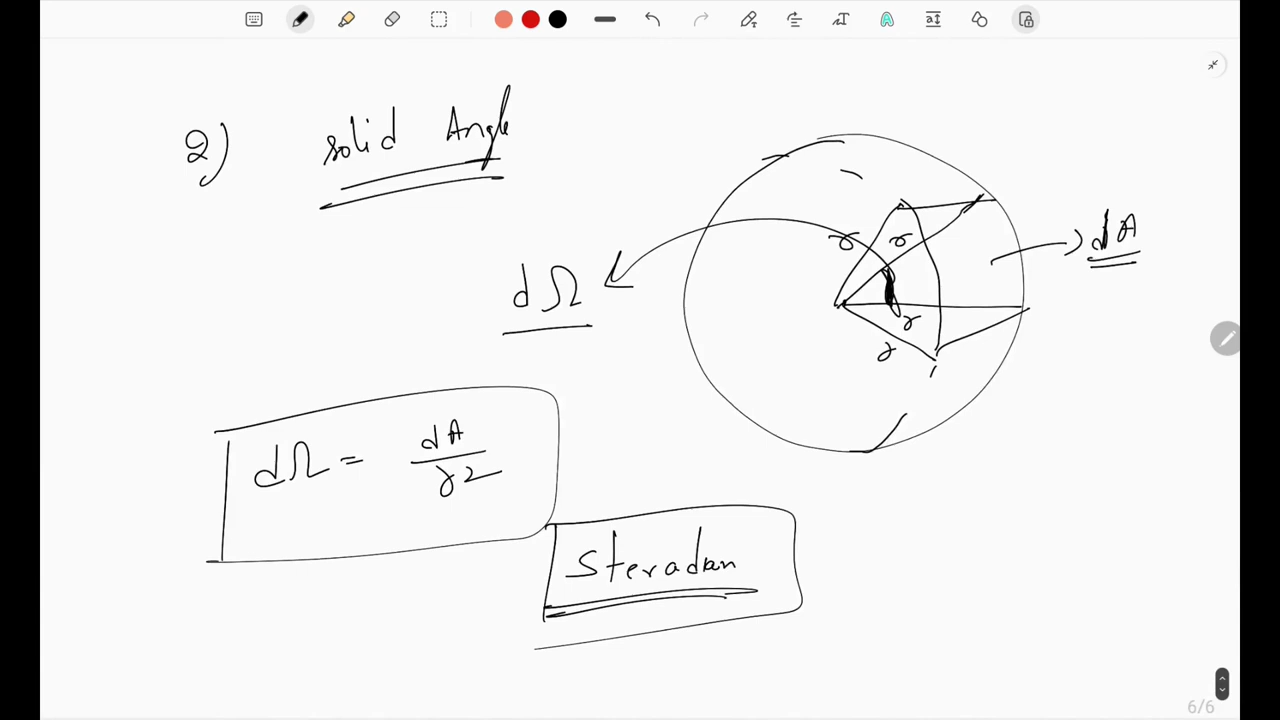 2) solid Angle
r r
dA
dΩ
r
r
dΩ = dA/r2
Steradan
6/6